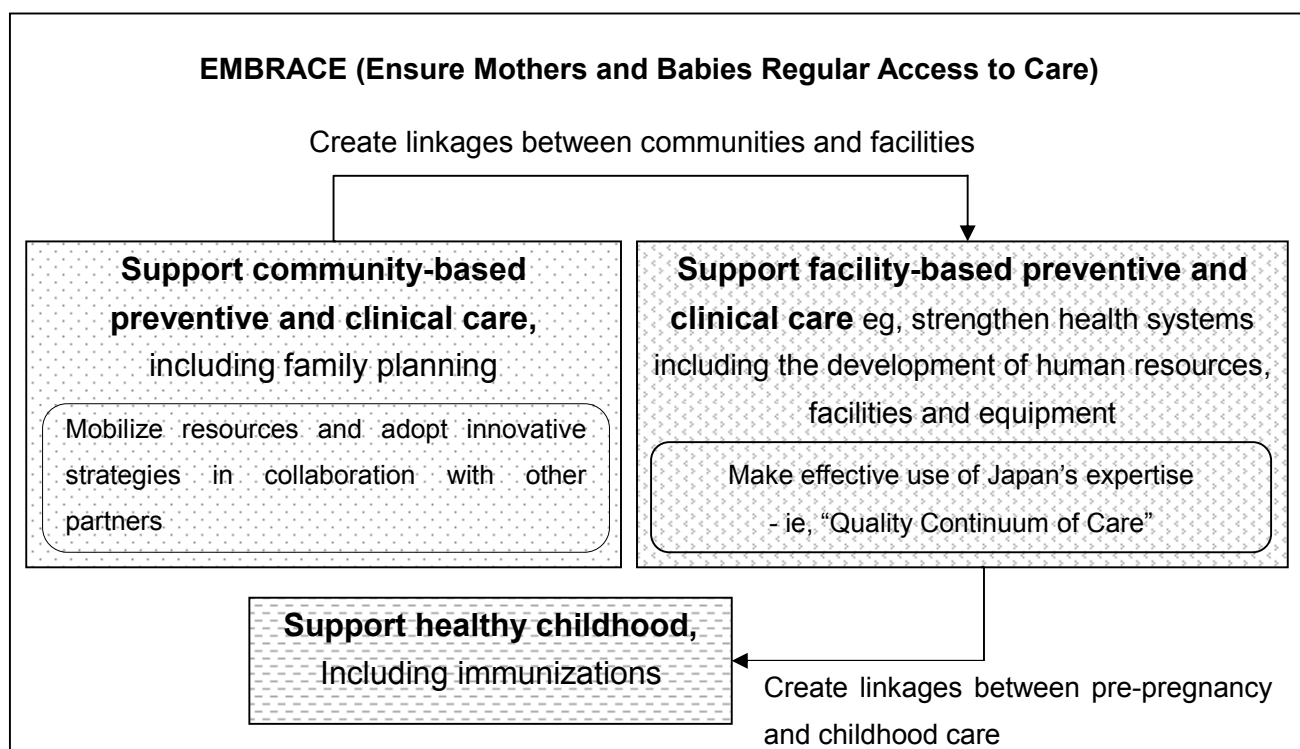 EMBRACE (Ensure Mothers and Babies Regular Access to Care)
Create linkages between communities and facilities
Support community-based
preventive and clinical care,
including family planning
Mobilize resources and adopt innovative
strategies in collaboration with other
partners
Support facility-based preventive and
clinical care eg, strengthen health systems
including the development of human resources,
facilities and equipment
Make effective use of Japan’s expertise
- ie, “Quality Continuum of Care”
Support healthy childhood,
Including immunizations
Create linkages between pre-pregnancy
and childhood care